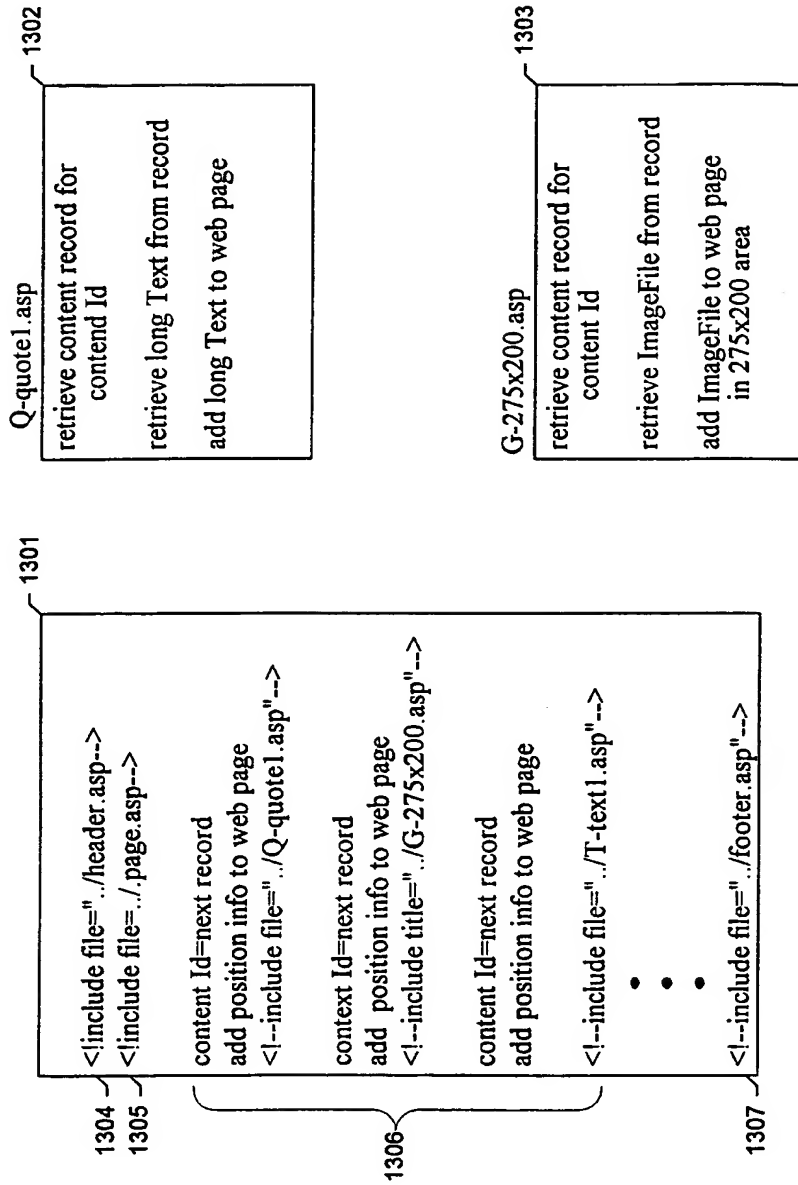 1301
1304
<!include file="../header.asp-->
1305
<!include file=../.page.asp-->
1306
content Id=next record
add position info to web page
<!--include file="../Q-quote1.asp"-->
context Id=next record
add position info to web page
<!--include title="../G-275x200.asp"-->
content Id=next record
add position info to web page
<!--include file="../T-text1.asp"-->
1307
<!--include file="../footer.asp"-->
Q-quote1.asp
1302
retrieve content record for
contend Id
retrieve long Text from record
add long Text to web page
G-275x200.asp
1303
retrieve content record for
content Id
retrieve ImageFile from record
add ImageFile to web page
in 275x200 area